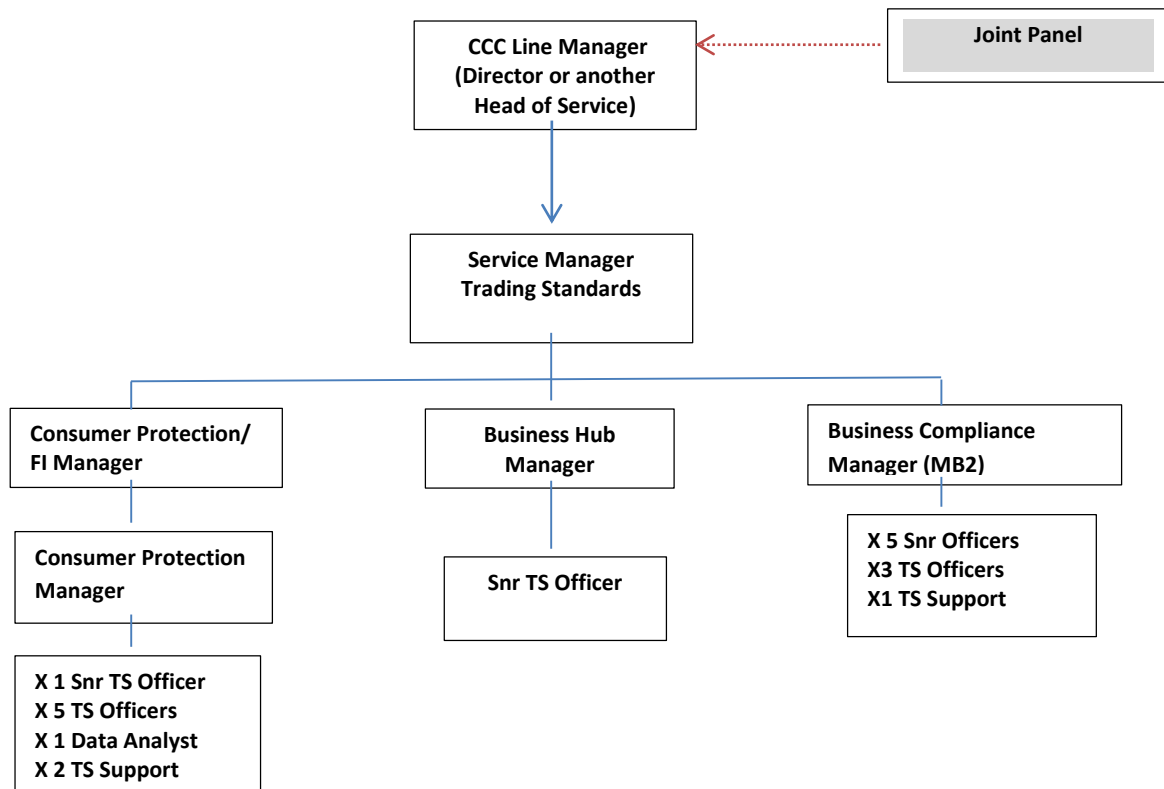 CCC Line Manager
(Director or another
Head of Service)
Joint Panel
Service Manager
Trading Standards
Consumer Protection/
FI Manager
Business Hub
Manager
Business Compliance
Manager (MB2)
Consumer Protection
Manager
Snr TS Officer
X 5 Snr Officers
X3 TS Officers
X1 TS Support
X 1 Snr TS Officer
X 5 TS Officers
X 1 Data Analyst
X 2 TS Support